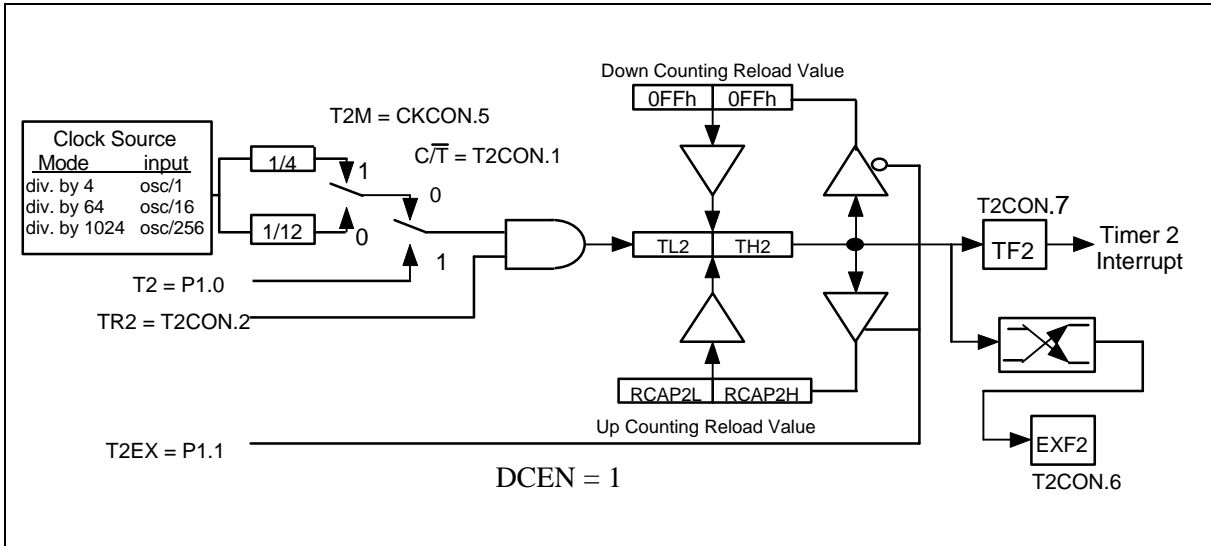 Down Counting Reload Value
0FFh 0FFh
T2M = CKCON.5
Clock Source
Mode input
div. by 4 osc/1
div. by 64 osc/16
div. by 1024 osc/256
1/4
1/12
1
0
C/T̅ = T2CON.1
0
1
T2 = P1.0
TR2 = T2CON.2
TL2 TH2
T2CON.7
TF2
Timer 2
Interrupt
RCAP2L RCAP2H
Up Counting Reload Value
T2EX = P1.1
DCEN = 1
EXF2
T2CON.6